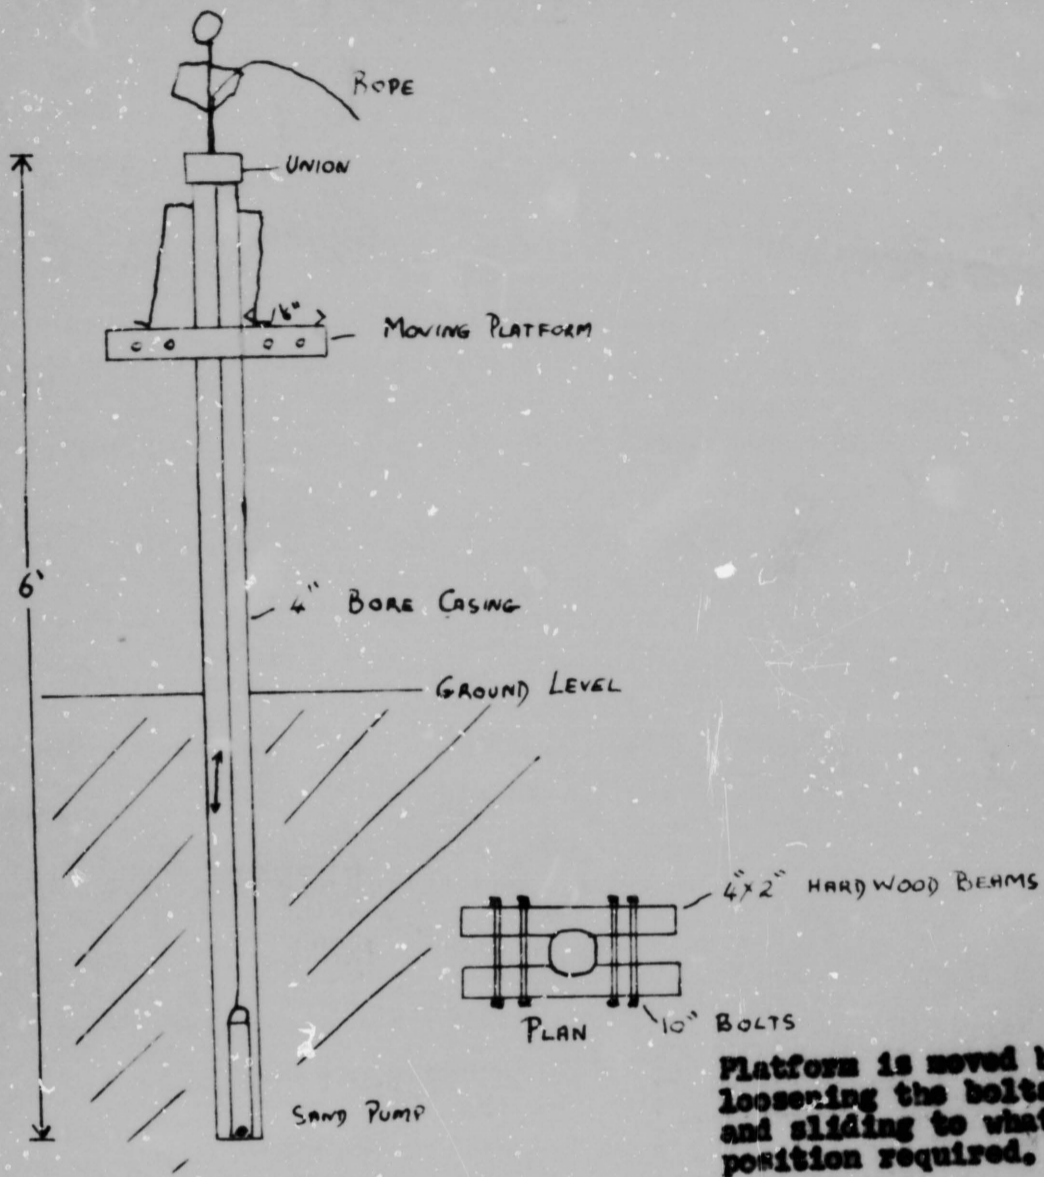 ROPE
UNION
18"
MOVING PLATFORM
6'
4" BORE CASING
GROUND LEVEL
4"x2" HARDWOOD BEAMS
PLAN
10" BOLTS
SAND PUMP
Platform is moved b
loosening the bolts
and sliding to what
position required.